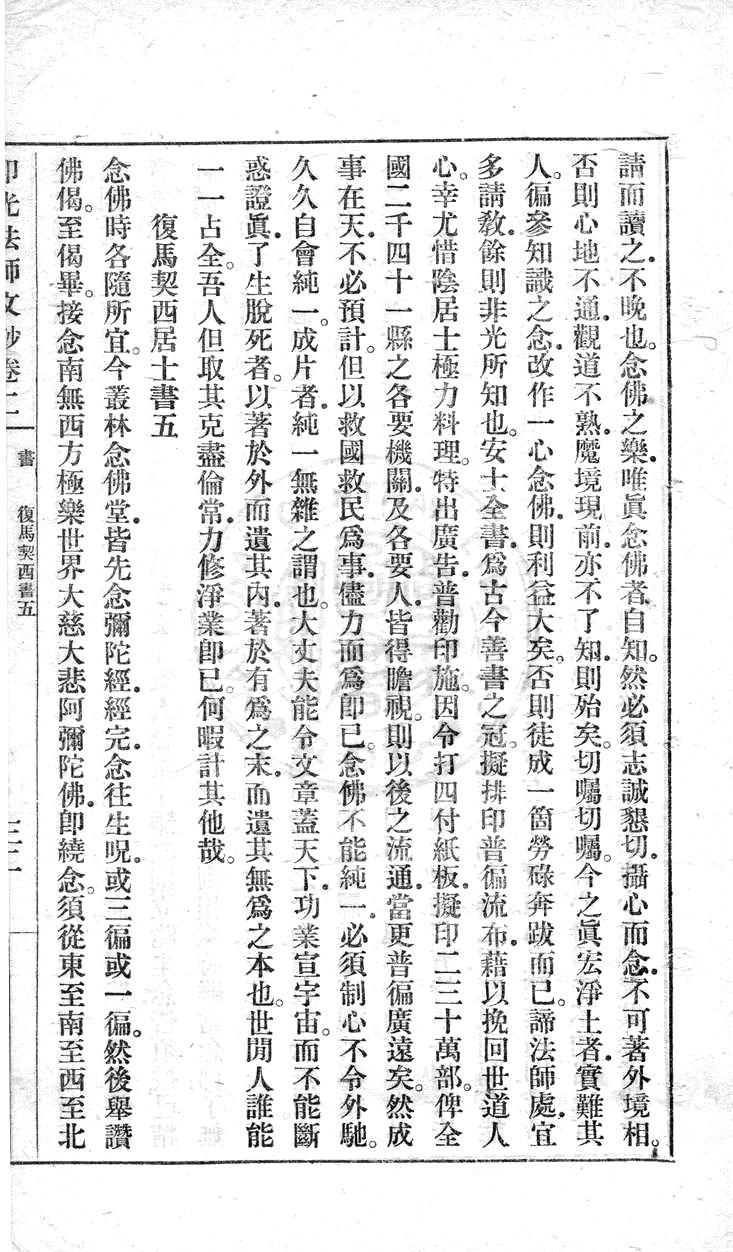 請而讀之不晚也。念佛之樂唯眞念佛者自知。然必須志誠懇切。攝心而念。不可著外境相。
否則心地不通。觀道不熟。魔境現前。亦不了知。則殆矣。切囑切囑。今之眞宏淨土者。實難其
人。徧參知識之念。改作一心念佛。則利益大矣。否則徒成一箇勞碌奔跋而已。諦法師處宜
多請敎。餘則非光所知也。安士全書。爲古今善書之冠。擬排印普徧流布。藉以挽回世道人
心。幸尤惜陰居士極力料理。特出廣告。普勸印施。因令打四付紙板。擬印二三十萬部。俾全
國二千四十一縣之各要機關。及各要人。皆得瞻視。則以後之流通。當更普徧廣遠矣。然成
事在天。不必預計。但以救國救民爲事。儘力而爲卽已。念佛不能純一。必須制心不令外馳。
久久自會純一。成片者。純一無雜之謂也。大丈夫能令文章蓋天下。功業宣宇宙。而不能斷
惑證眞。了生脫死者。以著於外而遺其內。著於有爲之末。而遺其無爲之本也。世閒人誰能
一一占全。吾人但取其克盡倫常。力修淨業卽已。何暇計其他哉。
復馬契西居士書五
念佛時各隨所宜。今叢林念佛堂。皆先念彌陀經。經完。念往生呪。或三徧或一徧。然後舉讚
佛偈。至偈畢。接念南無西方極樂世界大慈大悲阿彌陀佛。卽繞念。須從東至南至西至北
印光法師文鈔卷二
書
復馬契西書五